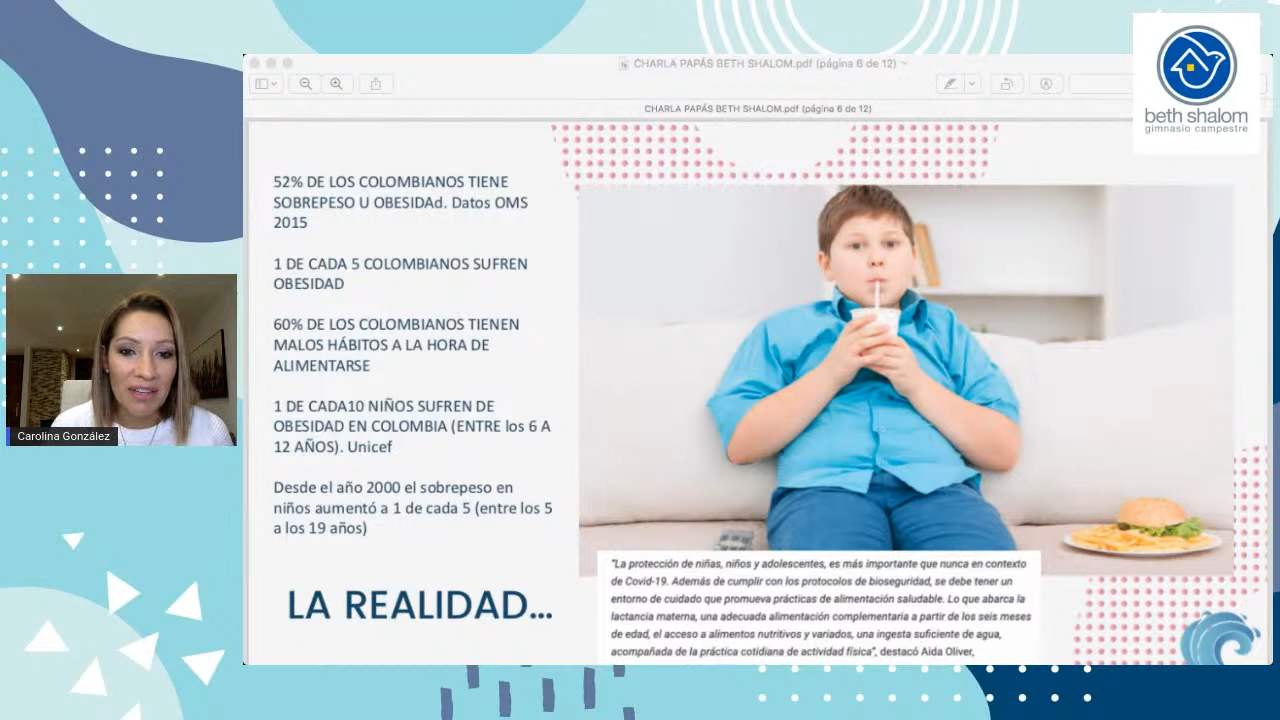 CHARLA PAPÁS BETH SHALOM.pdf (página 6 de 12)
CHARLA PAPÁS BETH SHALOM.pdf (página 6 de 12)
beth shalom
gimnasio campestre
52% DE LOS COLOMBIANOS TIENE
SOBREPESO U OBESIDAd. Datos OMS
2015
1 DE CADA 5 COLOMBIANOS SUFREN
OBESIDAD
60% DE LOS COLOMBIANOS TIENEN
MALOS HÁBITOS A LA HORA DE
ALIMENTARSE
1 DE CADA10 NIÑOS SUFREN DE
OBESIDAD EN COLOMBIA (ENTRE los 6 A
12 AÑOS). Unicef
Desde el año 2000 el sobrepeso en
niños aumentó a 1 de cada 5 (entre los 5
a los 19 años)
LA REALIDAD...
"La protección de niñas, niños y adolescentes, es más importante que nunca en contexto
de Covid-19. Además de cumplir con los protocolos de bioseguridad, se debe tener un
entorno de cuidado que promueva prácticas de alimentación saludable. Lo que abarca la
lactancia materna, una adecuada alimentación complementaria a partir de los seis meses
de edad, el acceso a alimentos nutritivos y variados, una ingesta suficiente de agua,
acompañada de la práctica cotidiana de actividad física", destacó Aida Oliver,
Carolina González